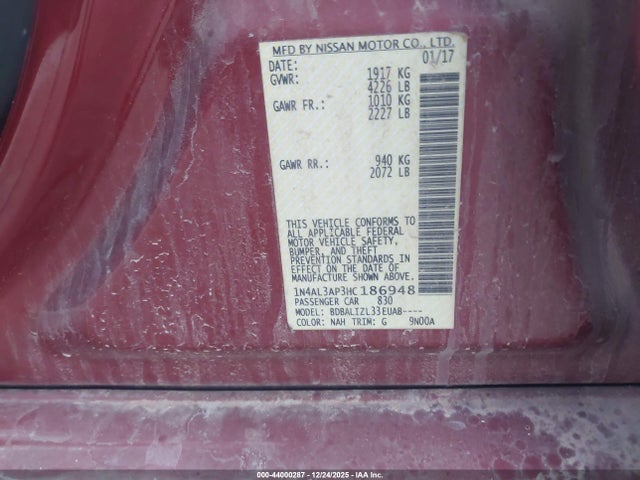 MFD BY NISSAN MOTOR CO., LTD.
DATE: 01/17
GVWR: 1917 KG
4226 LB
GAWR FR.: 1010 KG
2227 LB
GAWR RR.: 940 KG
2072 LB
THIS VEHICLE CONFORMS TO
ALL APPLICABLE FEDERAL
MOTOR VEHICLE SAFETY,
BUMPER, AND THEFT
PREVENTION STANDARDS IN
EFFECT ON THE DATE OF
MANUFACTURE SHOWN ABOVE.
1N4AL3AP3HC186948
PASSENGER CAR 830
MODEL: BDBALIZL33EUA8----
COLOR: NAH TRIM: G 9N00A
000-44000287 - 12/24/2025 - IAA Inc.